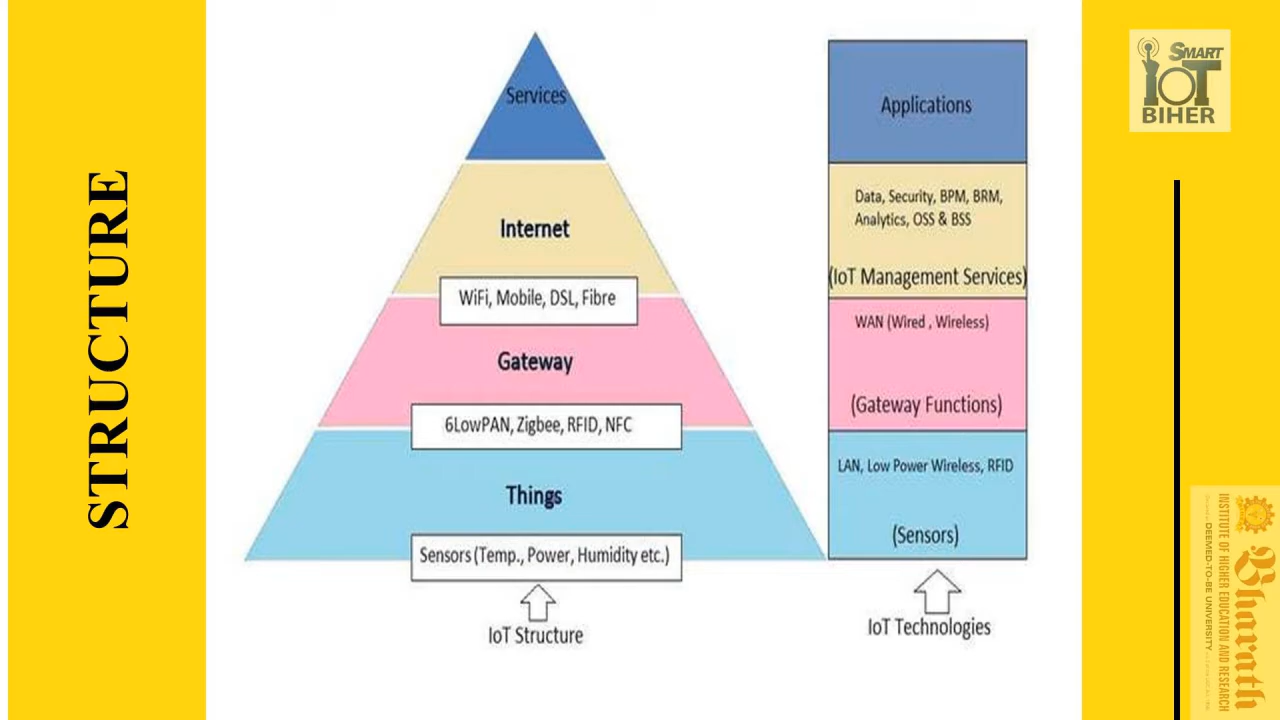 STRUCTURE
Services
Internet
WiFi, Mobile, DSL, Fibre
Gateway
6LowPAN, Zigbee, RFID, NFC
Things
Sensors (Temp., Power, Humidity etc.)
IoT Structure
Applications
Data, Security, BPM, BRM,
Analytics, OSS & BSS
(IoT Management Services)
WAN (Wired , Wireless)
(Gateway Functions)
LAN, Low Power Wireless, RFID
(Sensors)
IoT Technologies
SMART
IOT
BIHER
Bharath
INSTITUTE OF HIGHER EDUCATION AND RESEARCH
DEEMED-TO-BE UNIVERSITY